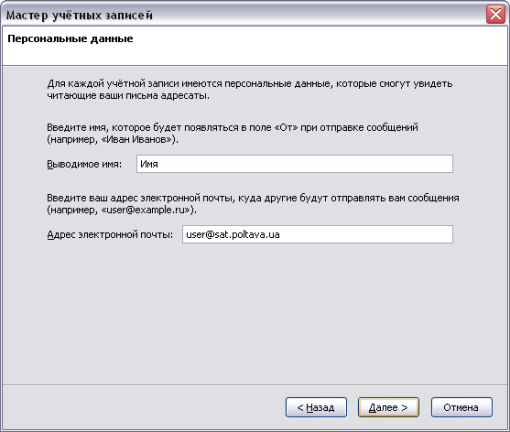 Мастер учётных записей
Персональные данные
Для каждой учётной записи имеются персональные данные, которые смогут увидеть
читающие ваши письма адресаты.
Введите имя, которое будет появляться в поле «От» при отправке сообщений
(например, «Иван Иванов»).
Выводимое имя: Имя
Введите ваш адрес электронной почты, куда другие будут отправлять вам сообщения
(например, «user@example.ru»).
Адрес электронной почты: user@sat.poltava.ua
< Назад Далее > Отмена